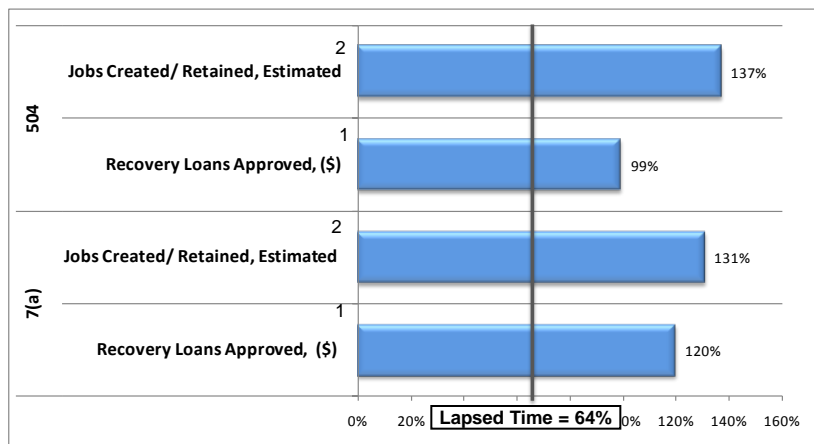 504
2
Jobs Created/ Retained, Estimated
137%
1
Recovery Loans Approved, ($)
99%
7(a)
2
Jobs Created/ Retained, Estimated
131%
1
Recovery Loans Approved, ($)
120%
0% 20% 0% 120% 140% 160%
Lapsed Time = 64%